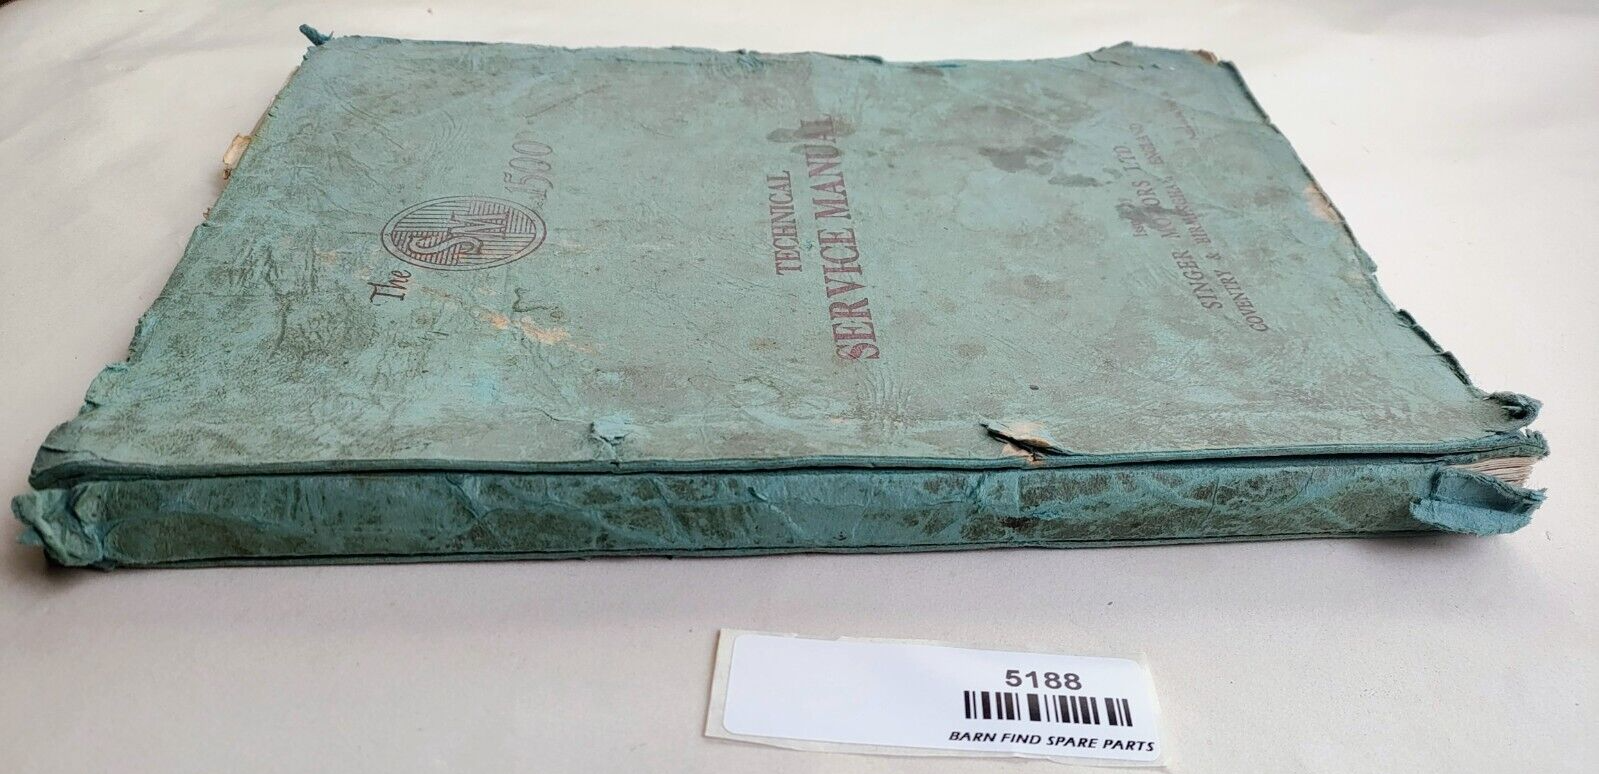 The SM 1500
TECHNICAL
SERVICE MANUAL
SINGER MOTORS LTD
COVENTRY & BIRMINGHAM, ENGLAND
5188
BARN FIND SPARE PARTS